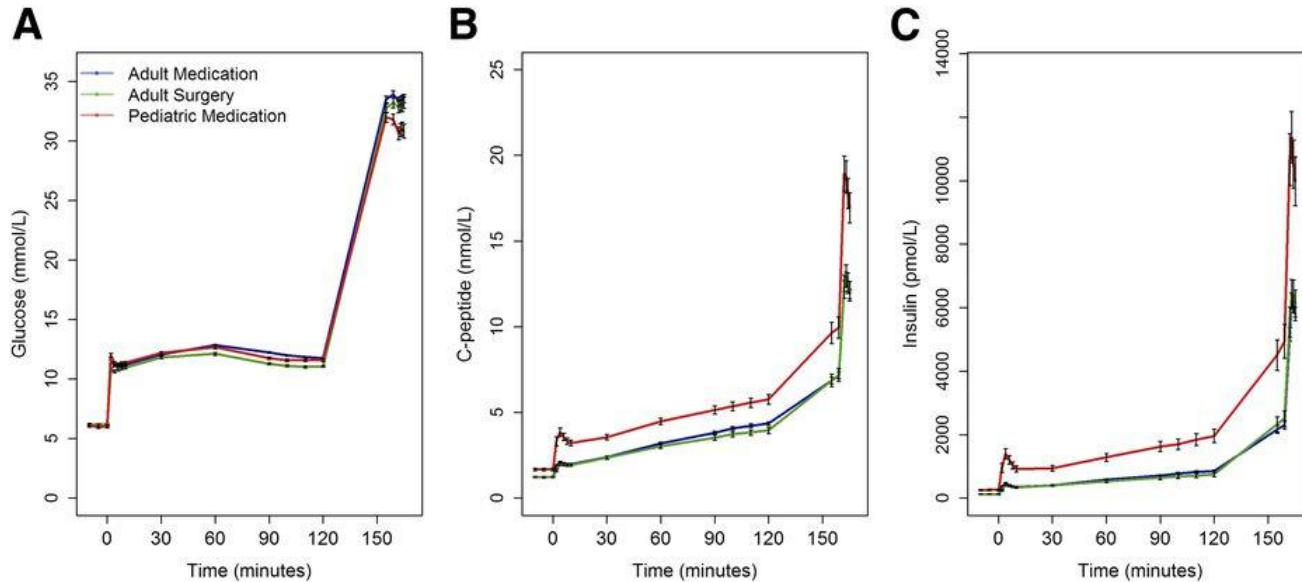 A
Glucose (mmol/L)
35
30
25
20
15
10
5
0
Adult Medication
Adult Surgery
Pediatric Medication
0 30 60 90 120 150
Time (minutes)
B
C-peptide (nmol/L)
25
20
15
10
5
0
0 30 60 90 120 150
Time (minutes)
C
Insulin (pmol/L)
14000
10000
8000
6000
4000
2000
0
0 30 60 90 120 150
Time (minutes)